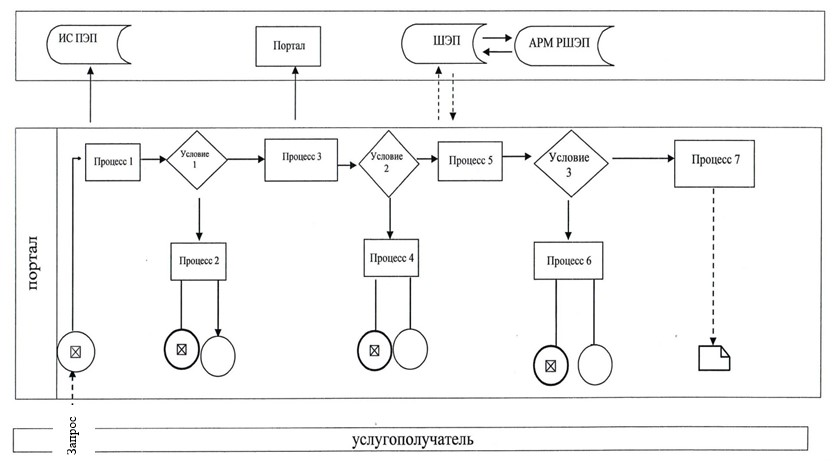 ИС ПЭП
Портал
ШЭП
АРМ РШЭП
портал
Процесс 1
Условие
1
Процесс 3
Условие
2
Процесс 5
Условие
3
Процесс 7
Процесс 2
Процесс 4
Процесс 6
Запрос
услугополучатель